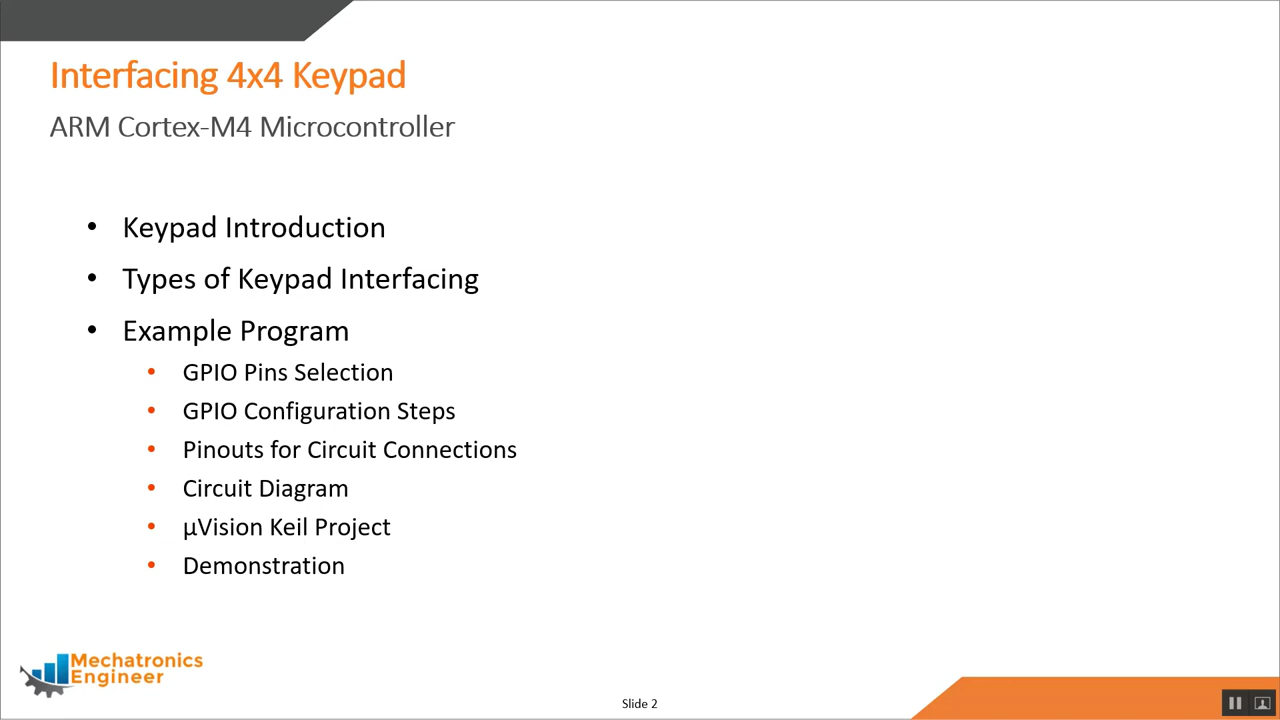 Interfacing 4x4 Keypad
ARM Cortex-M4 Microcontroller
• Keypad Introduction
• Types of Keypad Interfacing
• Example Program
• GPIO Pins Selection
• GPIO Configuration Steps
• Pinouts for Circuit Connections
• Circuit Diagram
• µVision Keil Project
• Demonstration
Mechatronics
Engineer
Slide 2